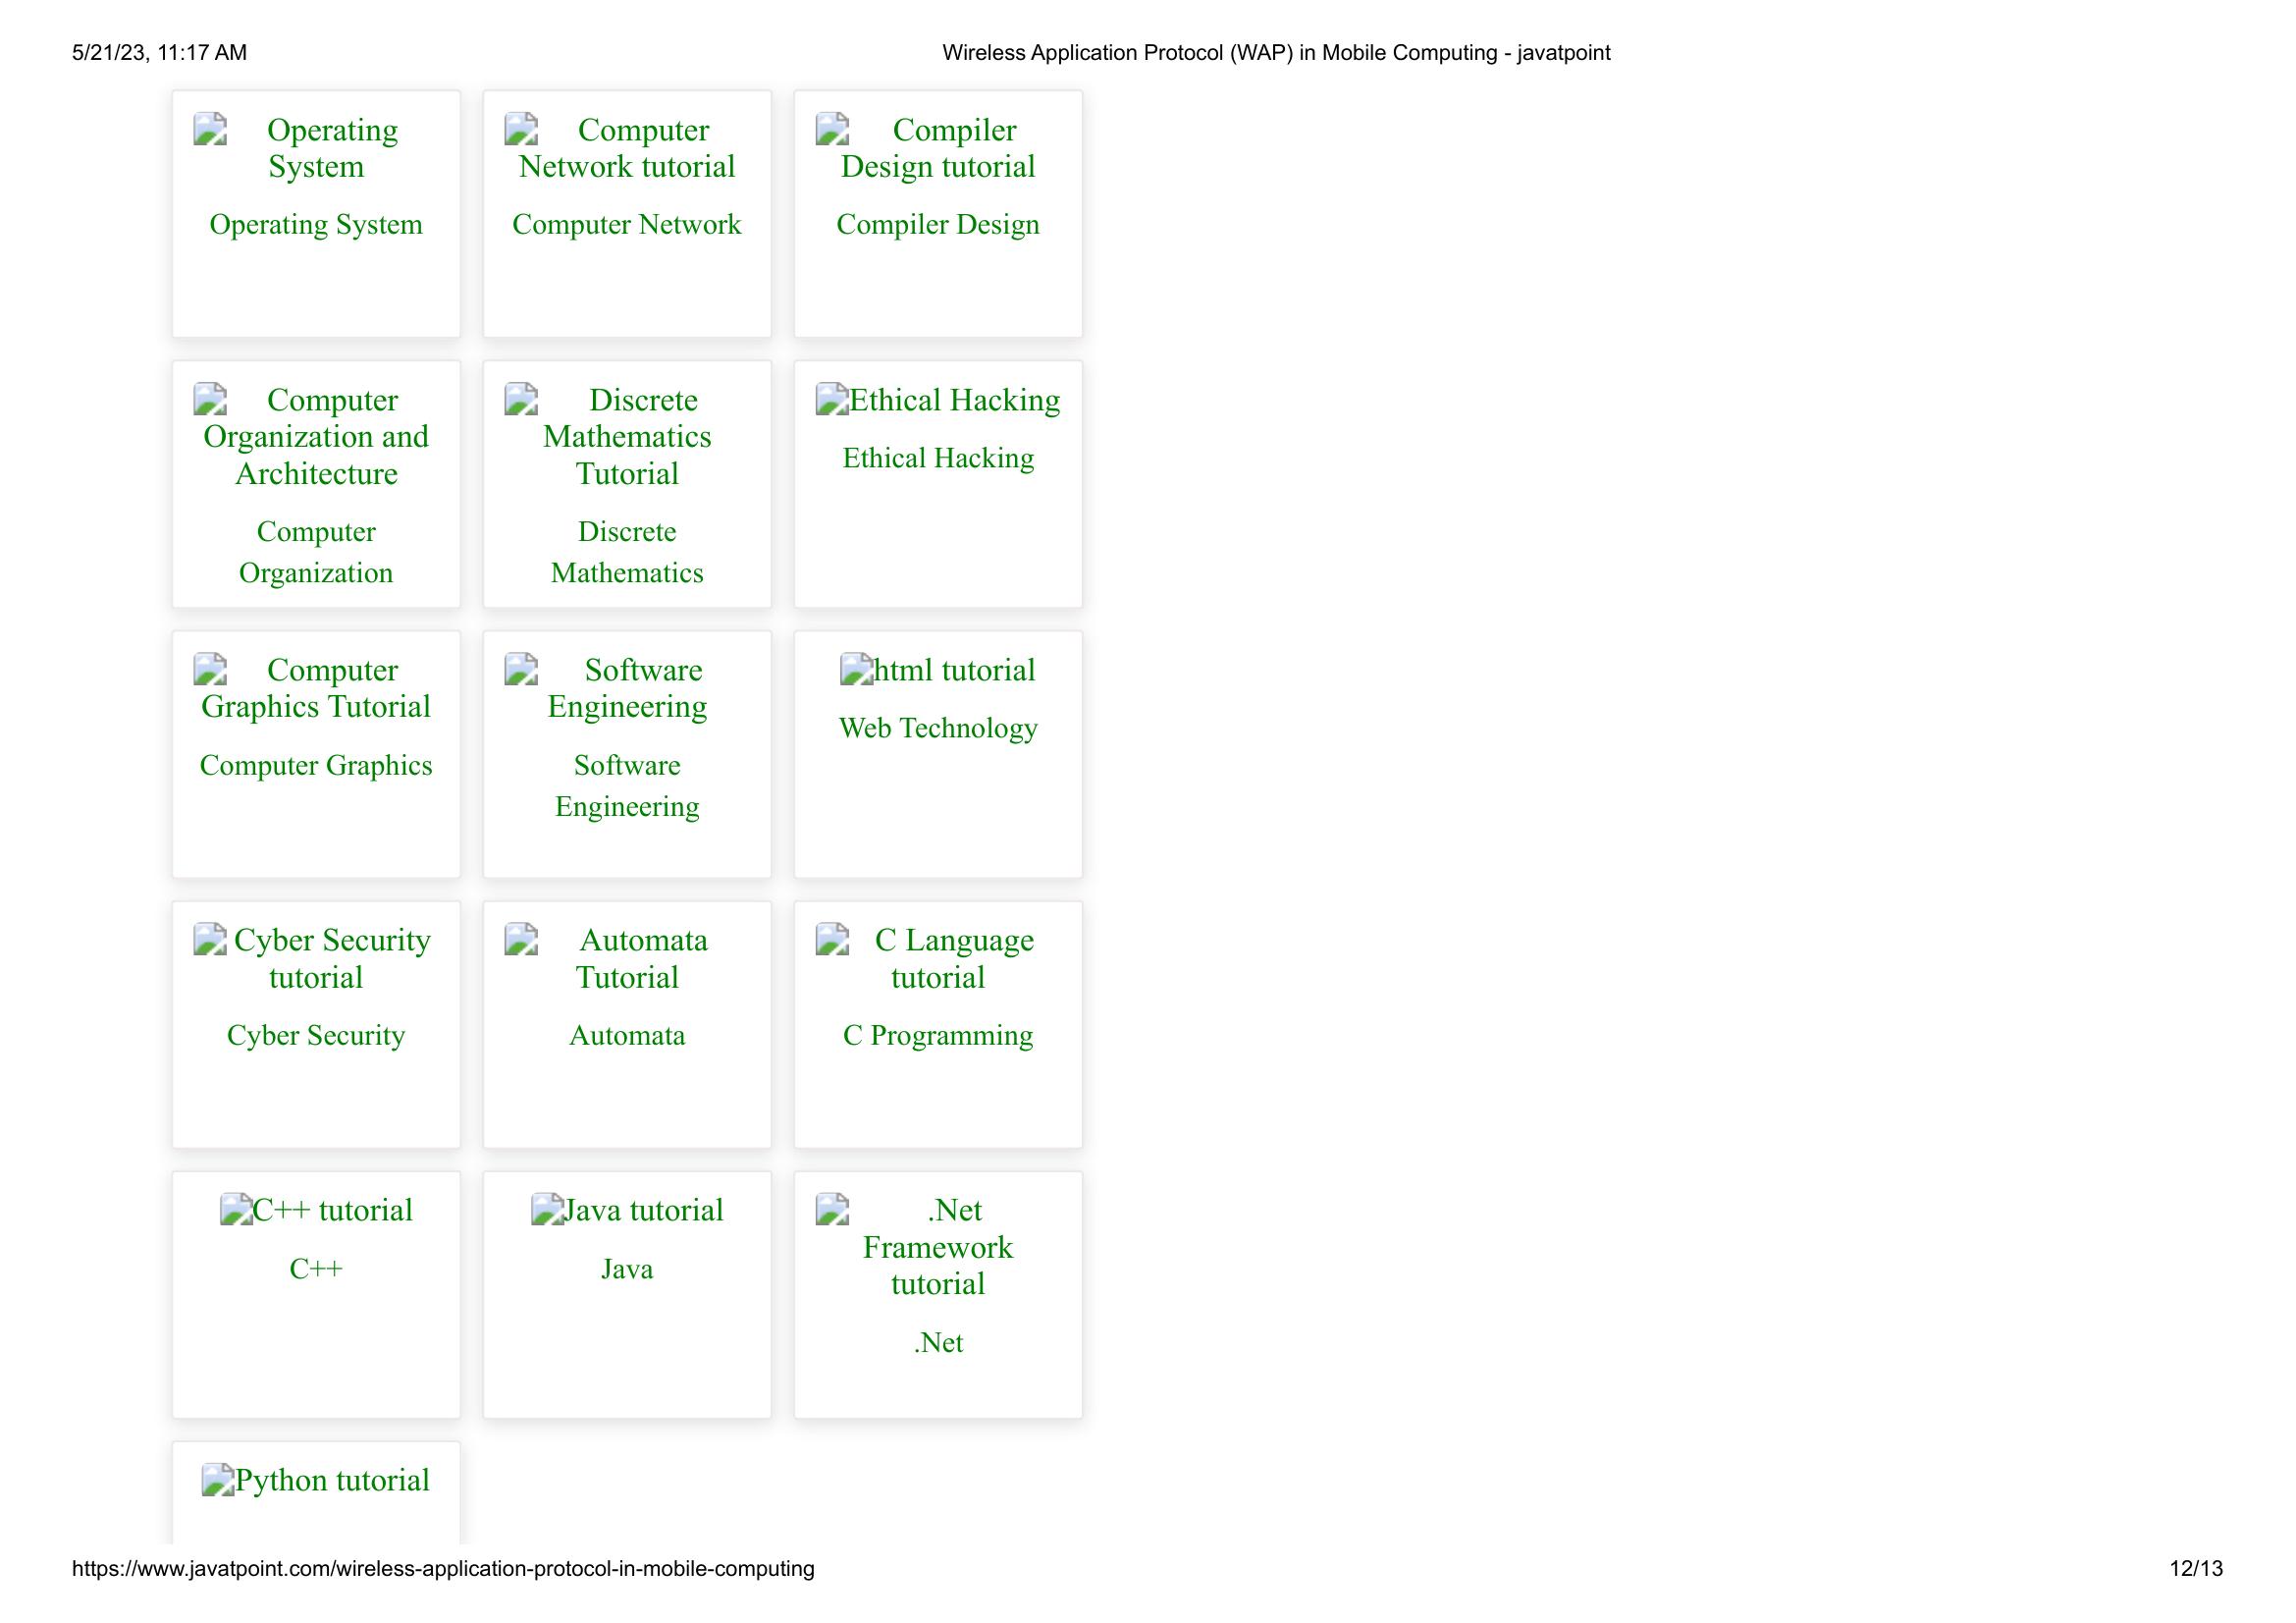 5/21/23, 11:17 AM
Wireless Application Protocol (WAP) in Mobile Computing - javatpoint
Operating
System
Operating System
Computer
Network tutorial
Computer Network
Compiler
Design tutorial
Compiler Design
Computer
Organization and
Architecture
Computer
Organization
Discrete
Mathematics
Tutorial
Discrete
Mathematics
Ethical Hacking
Ethical Hacking
Computer
Graphics Tutorial
Computer Graphics
Software
Engineering
Software
Engineering
html tutorial
Web Technology
Cyber Security
tutorial
Cyber Security
Automata
Tutorial
Automata
C Language
tutorial
C Programming
C++ tutorial
C++
Java tutorial
Java
.Net
Framework
tutorial
.Net
Python tutorial
https://www.javatpoint.com/wireless-application-protocol-in-mobile-computing
12/13